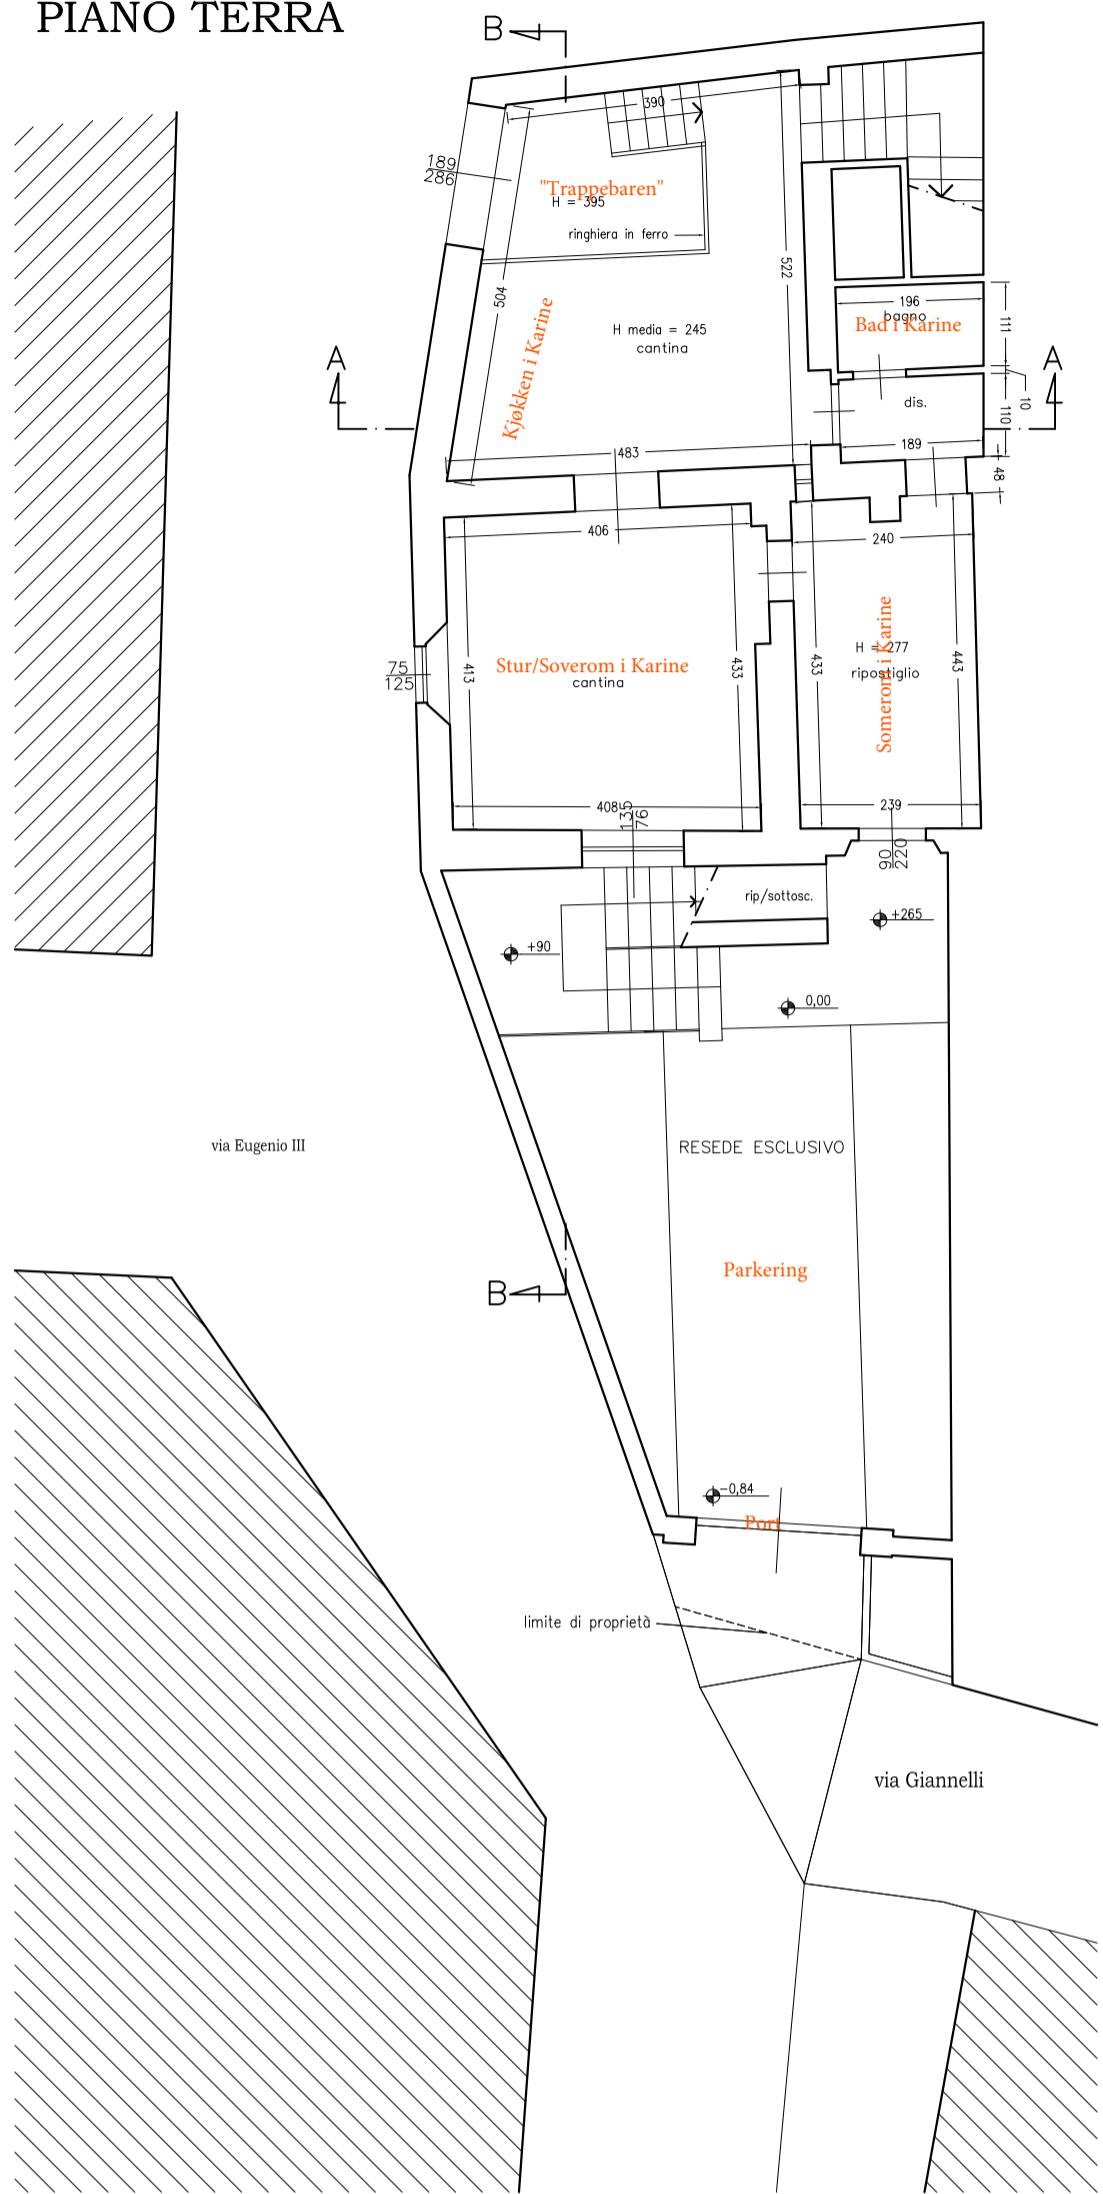 PIANO TERRA
B
390
189
286
"Trappebaren"
H = 395
ringhiera in ferro
522
504
196
bagno
Bad i Karine
111
H media = 245
cantina
Kjøkken i Karine
A
A
10
dis.
110
189
483
48
406
240
Stur/Soverom i Karine
cantina
413
433
75
125
H = 277
ripostiglio
Somerom i Karine
433
443
408
135
76
239
90
220
rip/sottosc.
+265
+90
0,00
via Eugenio III
RESEDE ESCLUSIVO
Parkering
B
-0,84
Port
limite di proprietà
via Giannelli